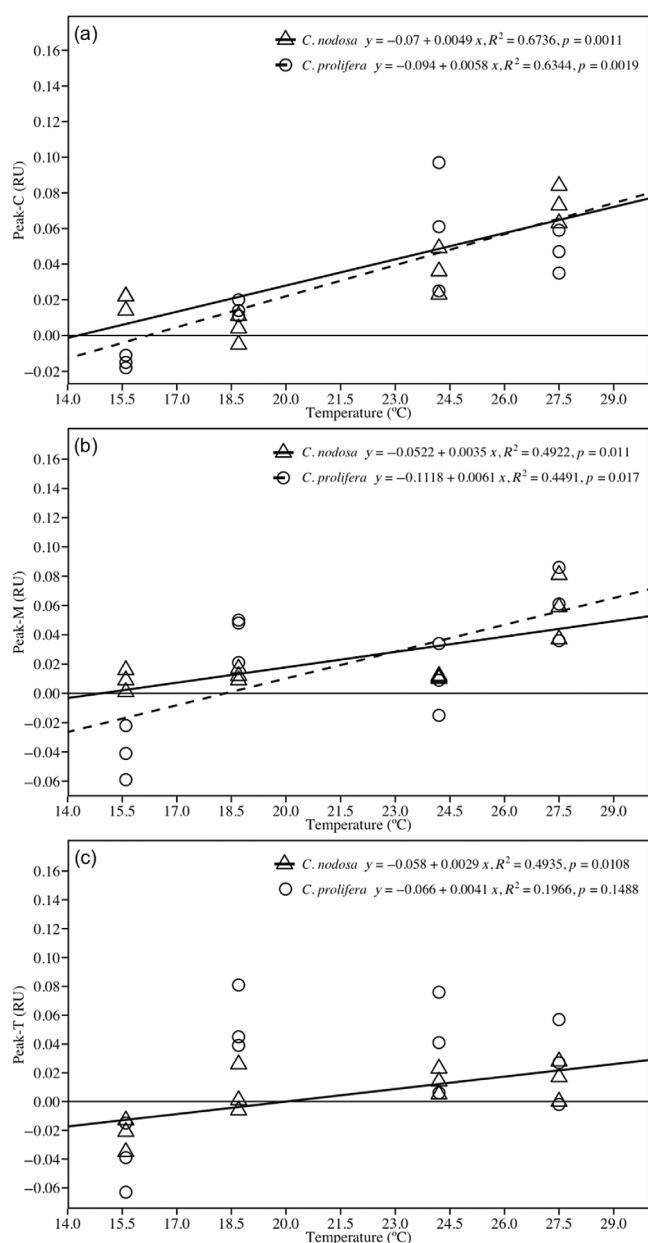 (a)
C. nodosa y = −0.07 + 0.0049 x, R² = 0.6736, p = 0.0011
C. prolifera y = −0.094 + 0.0058 x, R² = 0.6344, p = 0.0019
Peak-C (RU)
0.16
0.14
0.12
0.10
0.08
0.06
0.04
0.02
0.00
−0.02
14.0 15.5 17.0 18.5 20.0 21.5 23.0 24.5 26.0 27.5 29.0
Temperature (ºC)
(b)
C. nodosa y = −0.0522 + 0.0035 x, R² = 0.4922, p = 0.011
C. prolifera y = −0.1118 + 0.0061 x, R² = 0.4491, p = 0.017
Peak-M (RU)
0.16
0.14
0.12
0.10
0.08
0.06
0.04
0.02
0.00
−0.02
−0.04
−0.06
14.0 15.5 17.0 18.5 20.0 21.5 23.0 24.5 26.0 27.5 29.0
Temperature (ºC)
(c)
C. nodosa y = −0.058 + 0.0029 x, R² = 0.4935, p = 0.0108
C. prolifera y = −0.066 + 0.0041 x, R² = 0.1966, p = 0.1488
Peak-T (RU)
0.16
0.14
0.12
0.10
0.08
0.06
0.04
0.02
0.00
−0.02
−0.04
−0.06
14.0 15.5 17.0 18.5 20.0 21.5 23.0 24.5 26.0 27.5 29.0
Temperature (ºC)